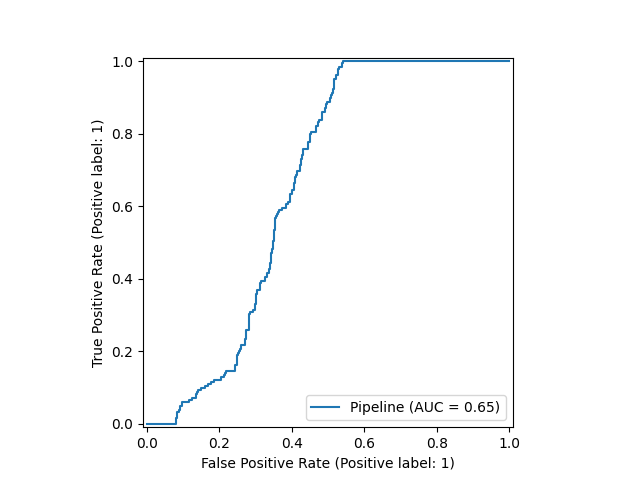 1.0
0.8
0.6
0.4
0.2
0.0
True Positive Rate (Positive label: 1)
Pipeline (AUC = 0.65)
0.0 0.2 0.4 0.6 0.8 1.0
False Positive Rate (Positive label: 1)